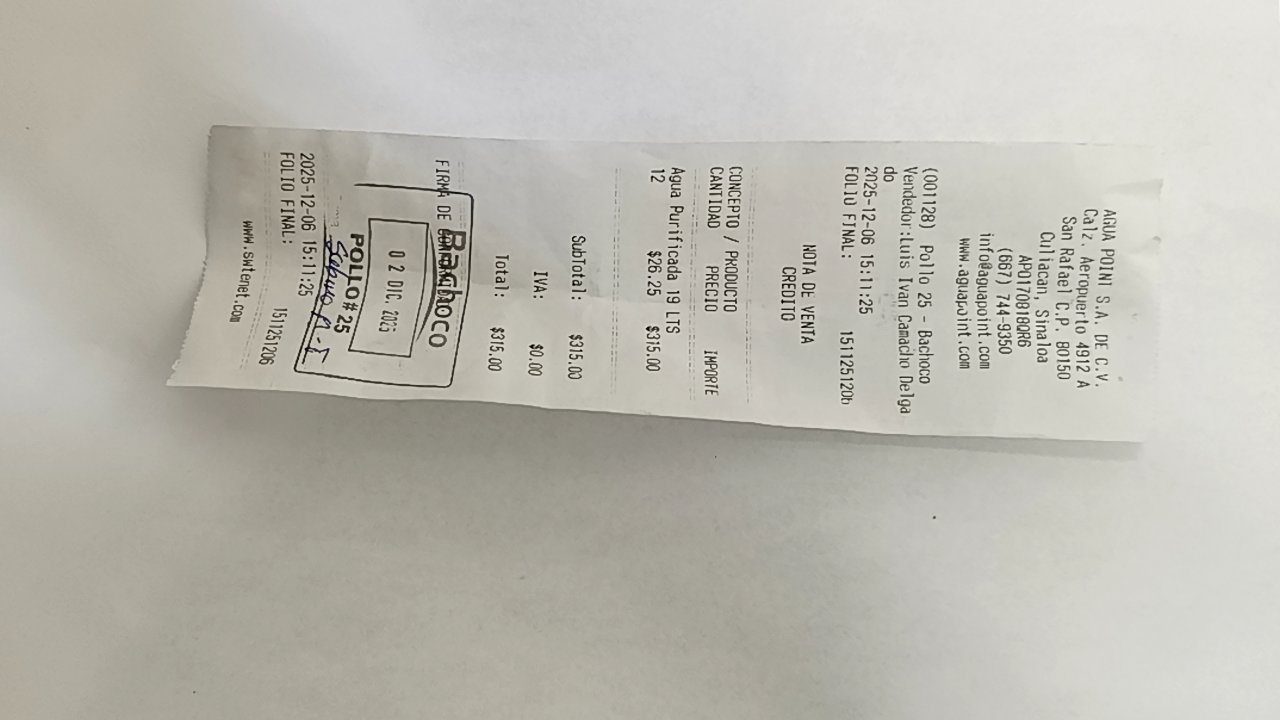 AGUA POINT S.A. DE C.V.
Calz. Aeropuerto 4912 A
San Rafael C.P. 80150
Culiacan, Sinaloa
APO170818QR6
(667) 744-9350
info@aguapoint.com
www.aguapoint.com
(001128) Pollo 25 - Bachoco
Vendedor:Luis Ivan Camacho Delga
do
2025-12-06 15:11:25
FOLIO FINAL: 1511251206
NOTA DE VENTA
CREDITO
CONCEPTO / PRODUCTO
CANTIDAD PRECIO IMPORTE
Agua Purificada 19 LTS
12 $26.25 $315.00
SubTotal: $315.00
IVA: $0.00
Total: $315.00
FIRMA DE
Bachoco
02 DIC. 2025
POLLO# 25
2025-12-06 15:11:25
FOLIO FINAL: 1511251206
www.swtenet.com